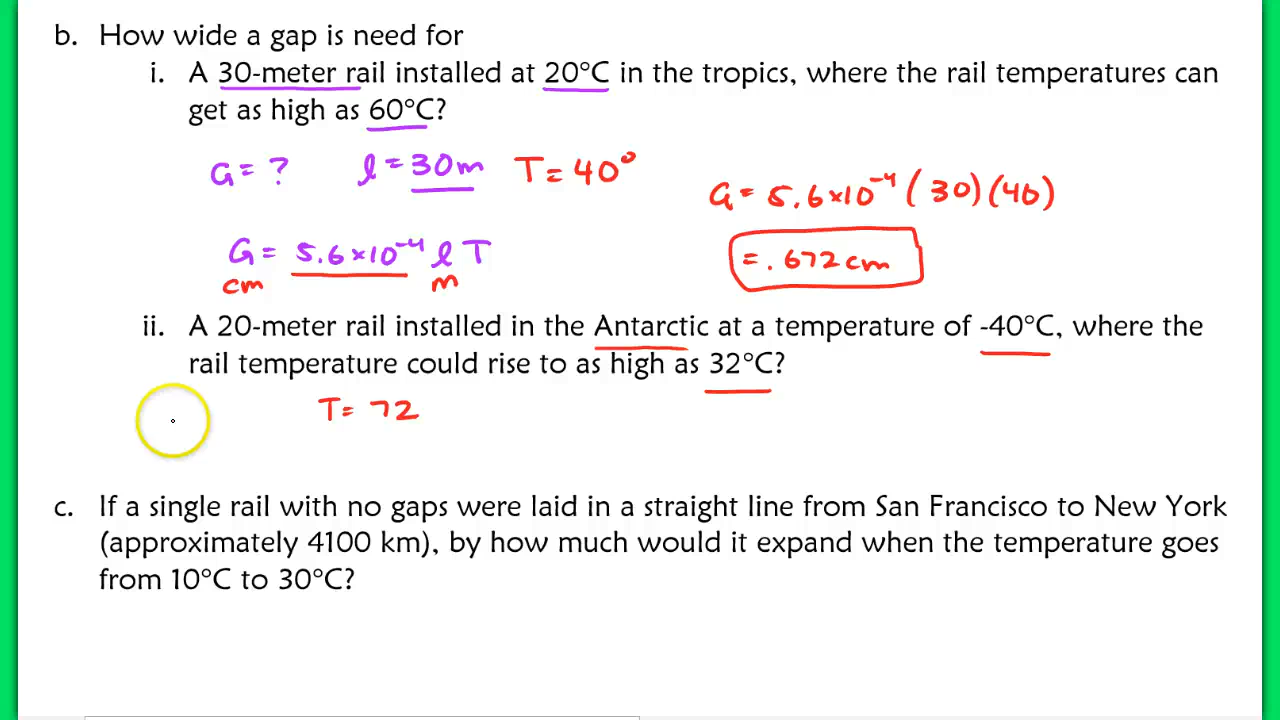 b. How wide a gap is need for
i. A 30-meter rail installed at 20°C in the tropics, where the rail temperatures can
get as high as 60°C?
G = ? l = 30m T = 40°
G = 5.6×10⁻⁴ (30)(40)
G = 5.6×10⁻⁴ l T
= .672 cm
cm m
ii. A 20-meter rail installed in the Antarctic at a temperature of -40°C, where the
rail temperature could rise to as high as 32°C?
T = 72
c. If a single rail with no gaps were laid in a straight line from San Francisco to New York
(approximately 4100 km), by how much would it expand when the temperature goes
from 10°C to 30°C?